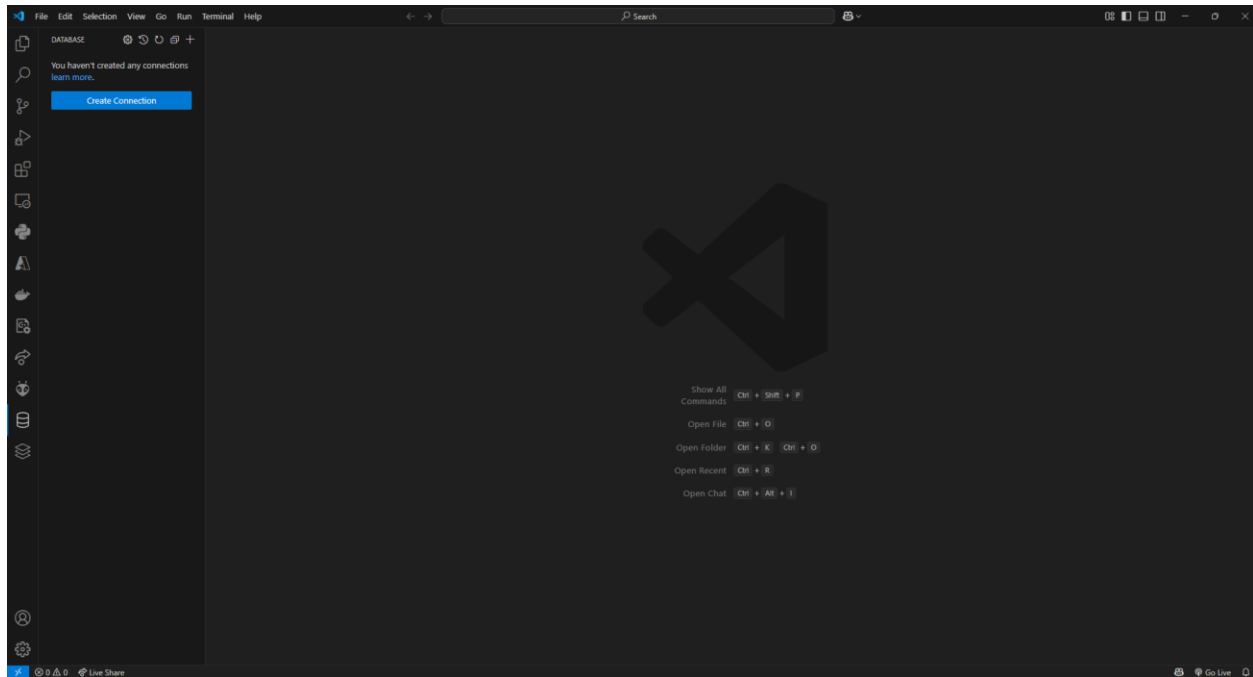 File Edit Selection View Go Run Terminal Help
Search
DATABASE
You haven't created any connections
learn more.
Create Connection
Show All
Commands
Ctrl + Shift + P
Open File Ctrl + O
Open Folder Ctrl + K Ctrl + O
Open Recent Ctrl + R
Open Chat Ctrl + Alt + I
0 0 Live Share
Go Live